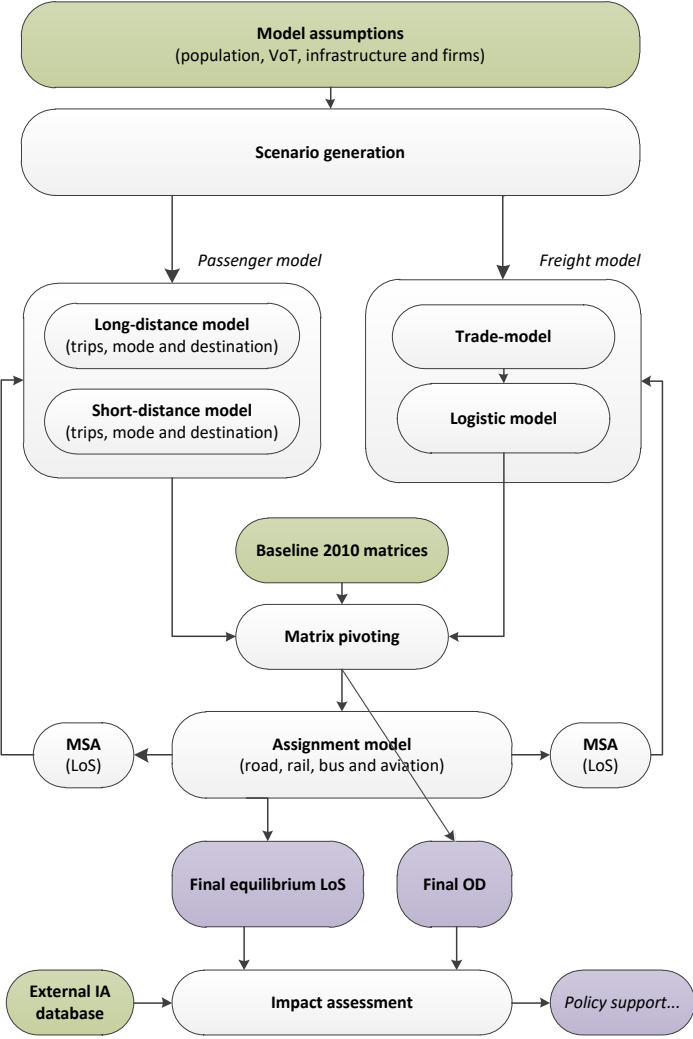 Model assumptions
(population, VoT, infrastructure and firms)
Scenario generation
Passenger model
Freight model
Long-distance model
(trips, mode and destination)
Trade-model
Short-distance model
(trips, mode and destination)
Logistic model
Baseline 2010 matrices
Matrix pivoting
MSA
(LoS)
Assignment model
(road, rail, bus and aviation)
MSA
(LoS)
Final equilibrium LoS
Final OD
External IA
database
Impact assessment
Policy support...